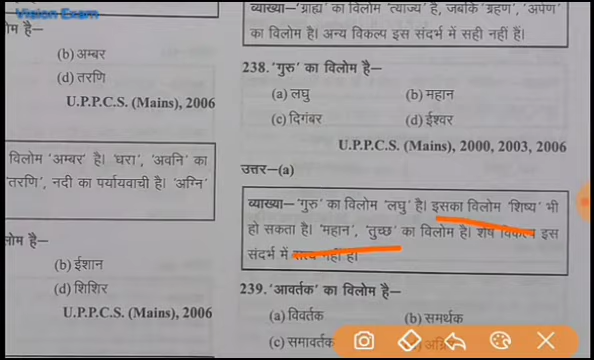 Vision Exam
लोम है—
(b) अम्बर
(d) तरणि
U.P.P.C.S. (Mains), 2006
विलोम 'अम्बर' है। 'धरा', 'अवनि' का
'तरणि', नदी का पर्यायवाची है। 'अग्नि'
लोम है—
(b) ईशान
(d) शिशिर
U.P.P.C.S. (Mains), 2006
व्याख्या—'ग्राह्य' का विलोम 'त्याज्य' है, जबकि 'ग्रहण', 'अर्पण'
का विलोम है। अन्य विकल्प इस संदर्भ में सही नहीं हैं।
238. 'गुरु' का विलोम है—
(a) लघु (b) महान
(c) दिगंबर (d) ईश्वर
U.P.P.C.S. (Mains), 2000, 2003, 2006
उत्तर—(a)
व्याख्या—'गुरु' का विलोम 'लघु' है। इसका विलोम 'शिष्य' भी
हो सकता है। 'महान', 'तुच्छ' का विलोम है। शेष विकल्प इस
संदर्भ में सत्य नहीं हैं।
239. 'आवर्तक' का विलोम है—
(a) विवर्तक (b) समर्थक
(c) समावर्तक